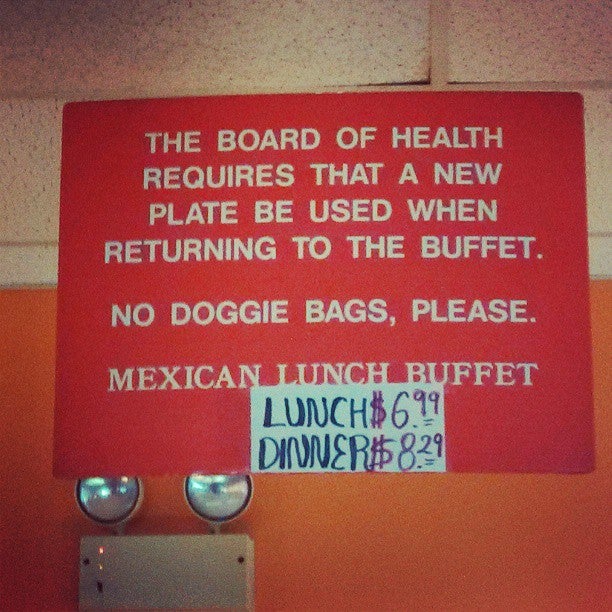 THE BOARD OF HEALTH
REQUIRES THAT A NEW
PLATE BE USED WHEN
RETURNING TO THE BUFFET.
NO DOGGIE BAGS, PLEASE.
MEXICAN LUNCH BUFFET
LUNCH $6.99
DINNER $8.29